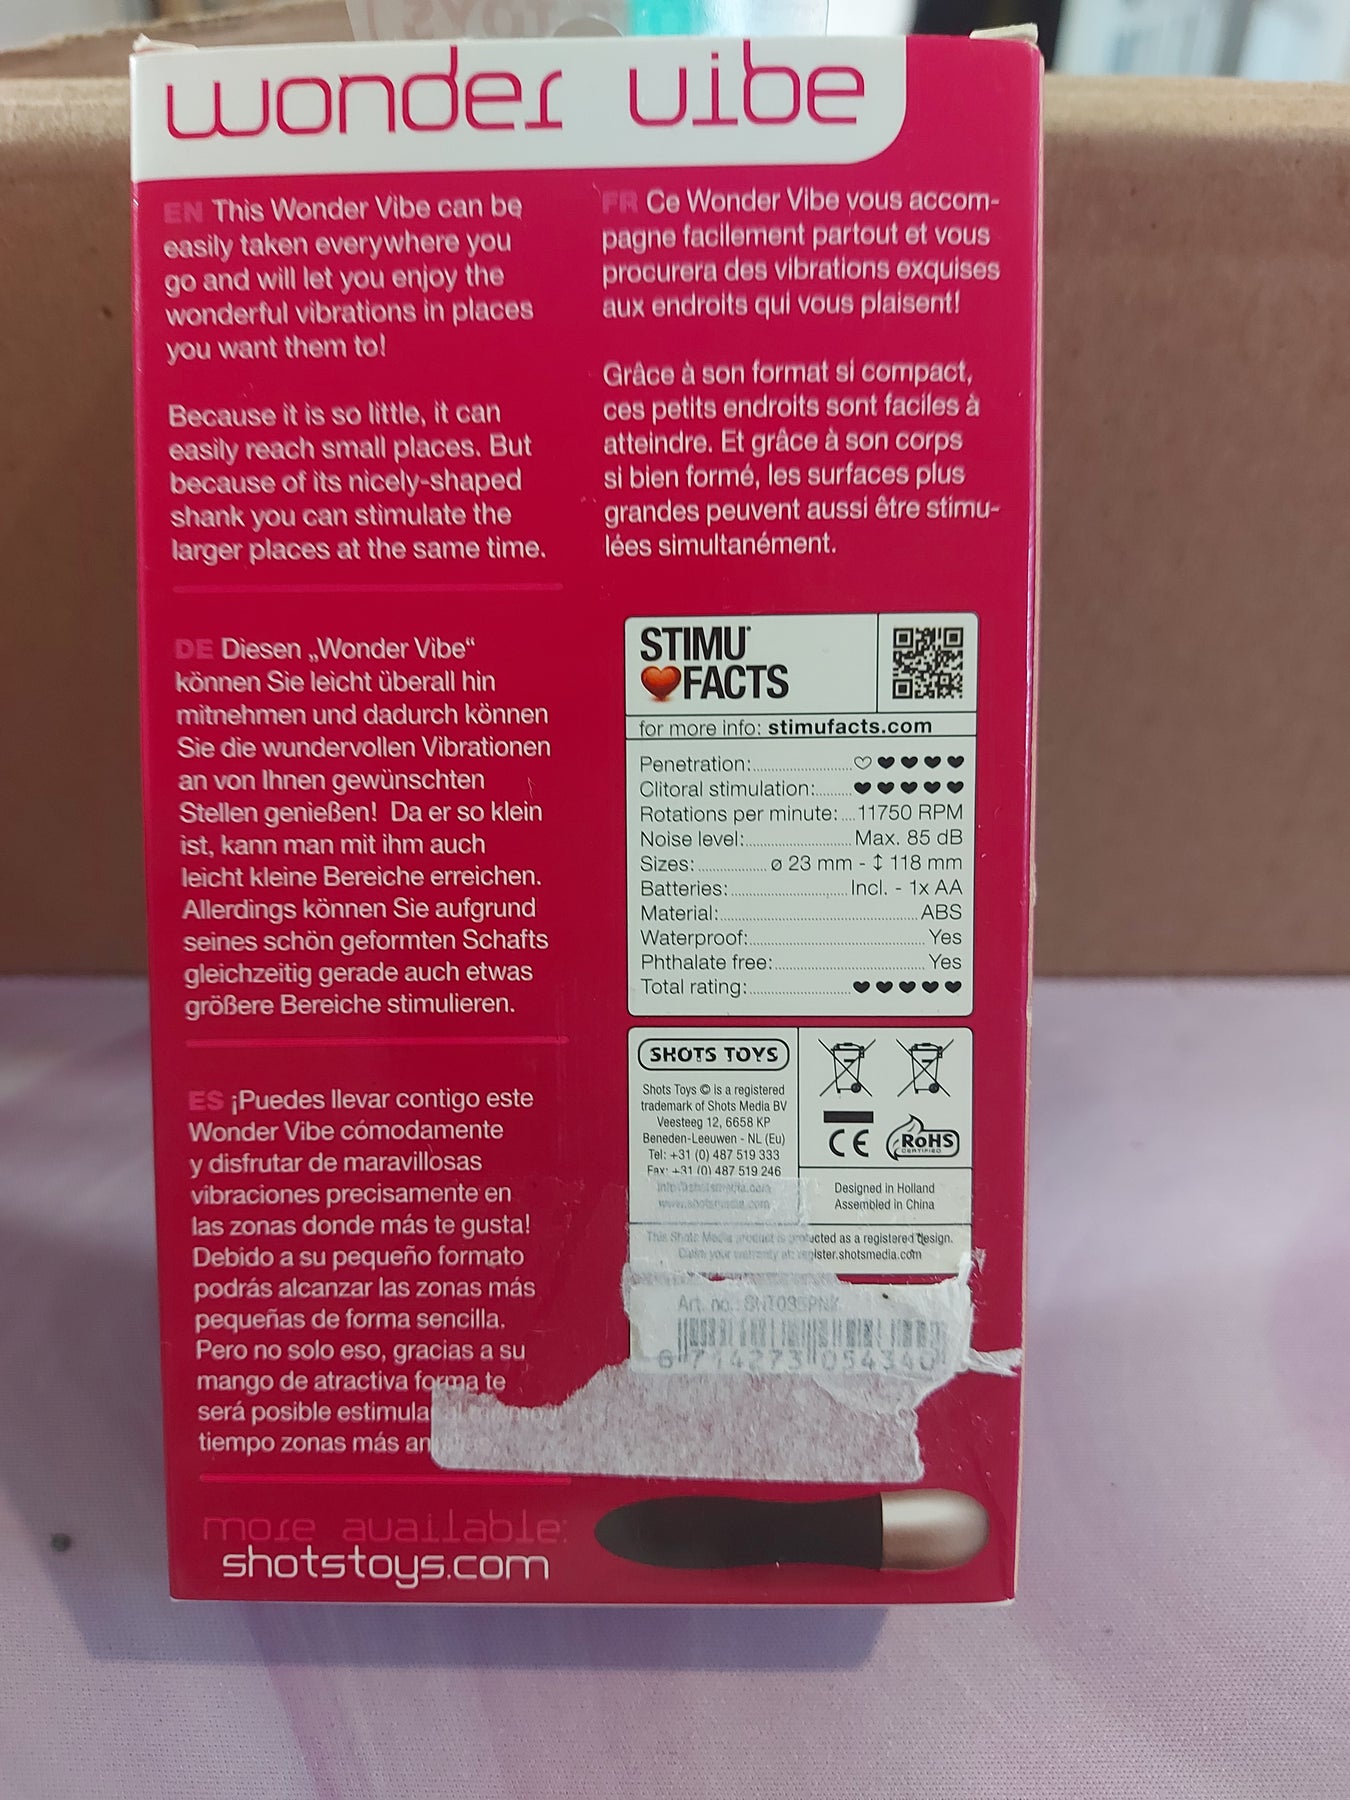 wonder vibe
EN This Wonder Vibe can be
easily taken everywhere you
go and will let you enjoy the
wonderful vibrations in places
you want them to!
Because it is so little, it can
easily reach small places. But
because of its nicely-shaped
shank you can stimulate the
larger places at the same time.
DE Diesen „Wonder Vibe“
können Sie leicht überall hin
mitnehmen und dadurch können
Sie die wundervollen Vibrationen
an von Ihnen gewünschten
Stellen genießen! Da er so klein
ist, kann man mit ihm auch
leicht kleine Bereiche erreichen.
Allerdings können Sie aufgrund
seines schön geformten Schafts
gleichzeitig gerade auch etwas
größere Bereiche stimulieren.
ES ¡Puedes llevar contigo este
Wonder Vibe cómodamente
y disfrutar de maravillosas
vibraciones precisamente en
las zonas donde más te gusta!
Debido a su pequeño formato
podrás alcanzar las zonas más
pequeñas de forma sencilla.
Pero no solo eso, gracias a su
mango de atractiva forma te
será posible estimular
tiempo zonas más
more available:
shotstoys.com
FR Ce Wonder Vibe vous accom-
pagne facilement partout et vous
procurera des vibrations exquises
aux endroits qui vous plaisent!
Grâce à son format si compact,
ces petits endroits sont faciles à
atteindre. Et grâce à son corps
si bien formé, les surfaces plus
grandes peuvent aussi être stimu-
lées simultanément.
STIMU
FACTS
for more info: stimufacts.com
Penetration:
Clitoral stimulation:
Rotations per minute: 11750 RPM
Noise level: Max. 85 dB
Sizes: ø 23 mm - ↕ 118 mm
Batteries: Incl. - 1x AA
Material: ABS
Waterproof: Yes
Phthalate free: Yes
Total rating:
SHOTS TOYS
Shots Toys © is a registered
trademark of Shots Media BV
Veesteeg 12, 6658 KP
Beneden-Leeuwen - NL (Eu)
Tel: +31 (0) 487 519 333
Fax: +31 (0) 487 519 246
info@shotsmedia.com
www.shotsmedia.com
CE
RoHS
CERTIFIED
Designed in Holland
Assembled in China
This Shots Media product is protected as a registered design.
Claim your warranty at: register.shotsmedia.com
Art. no.: SHT095PNK
8 714273 054340